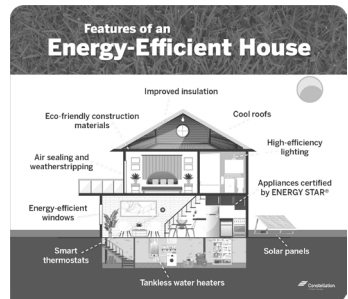 Features of an
Energy-Efficient House
Improved insulation
Eco-friendly construction
materials
Cool roofs
High-efficiency
lighting
Air sealing and
weatherstripping
Appliances certified
by ENERGY STAR®
Energy-efficient
windows
Smart
thermostats
Solar panels
Tankless water heaters
Constellation